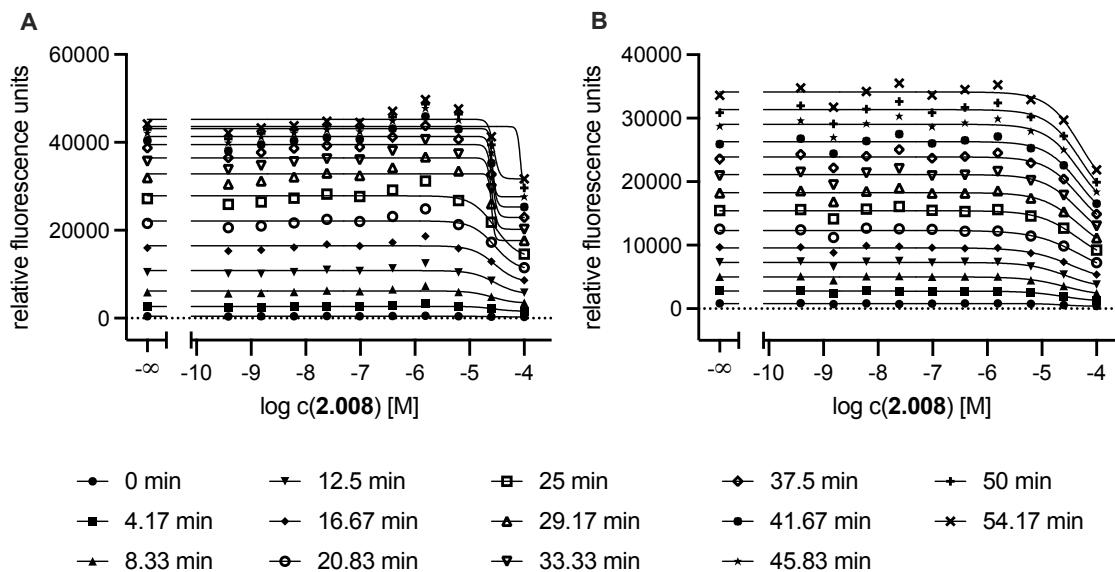 A
B
relative fluorescence units
60000
40000
20000
0
-∞ -10 -9 -8 -7 -6 -5 -4
log c(2.008) [M]
relative fluorescence units
40000
30000
20000
10000
0
-∞ -10 -9 -8 -7 -6 -5 -4
log c(2.008) [M]
0 min 12.5 min 25 min 37.5 min 50 min
4.17 min 16.67 min 29.17 min 41.67 min 54.17 min
8.33 min 20.83 min 33.33 min 45.83 min